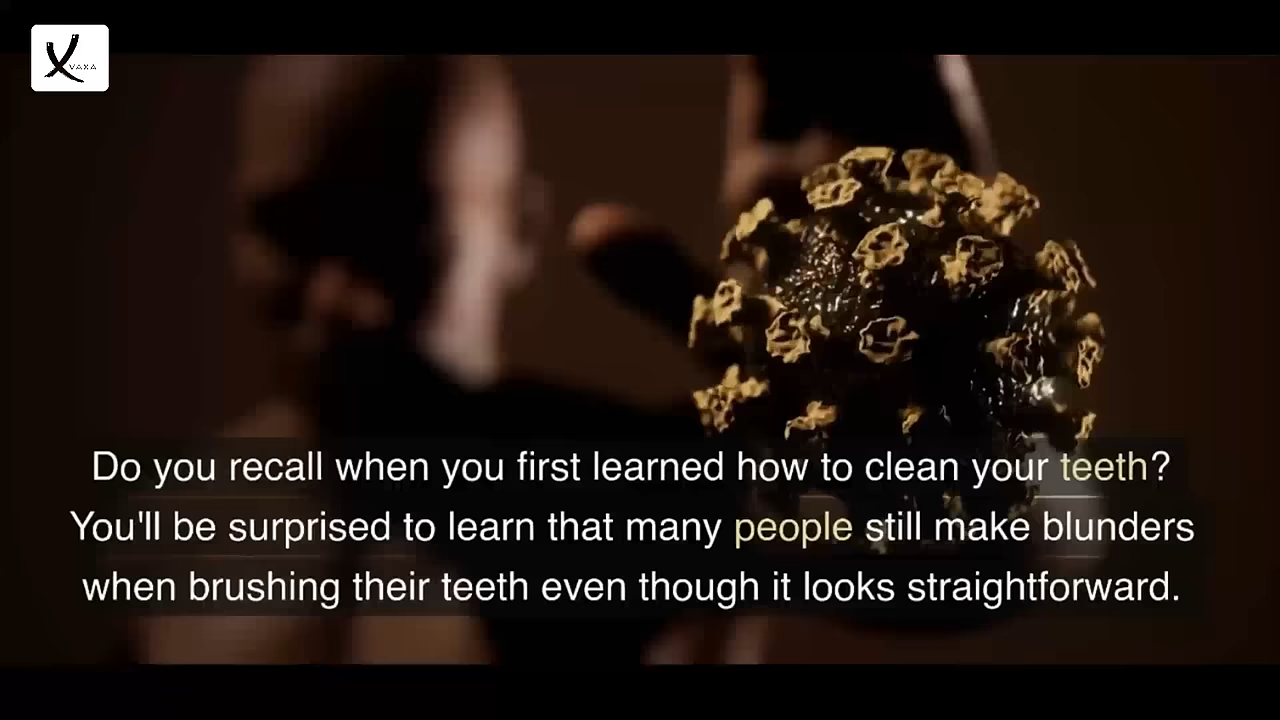 VAXA
Do you recall when you first learned how to clean your teeth?
You'll be surprised to learn that many people still make blunders
when brushing their teeth even though it looks straightforward.